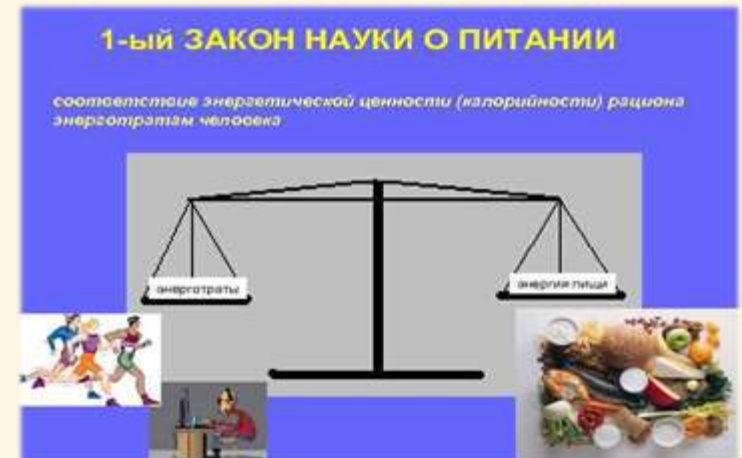 1-ый ЗАКОН НАУКИ О ПИТАНИИ
соответствие энергетической ценности (калорийности) рациона
энерготратам человека
энерготраты
энергия пищи